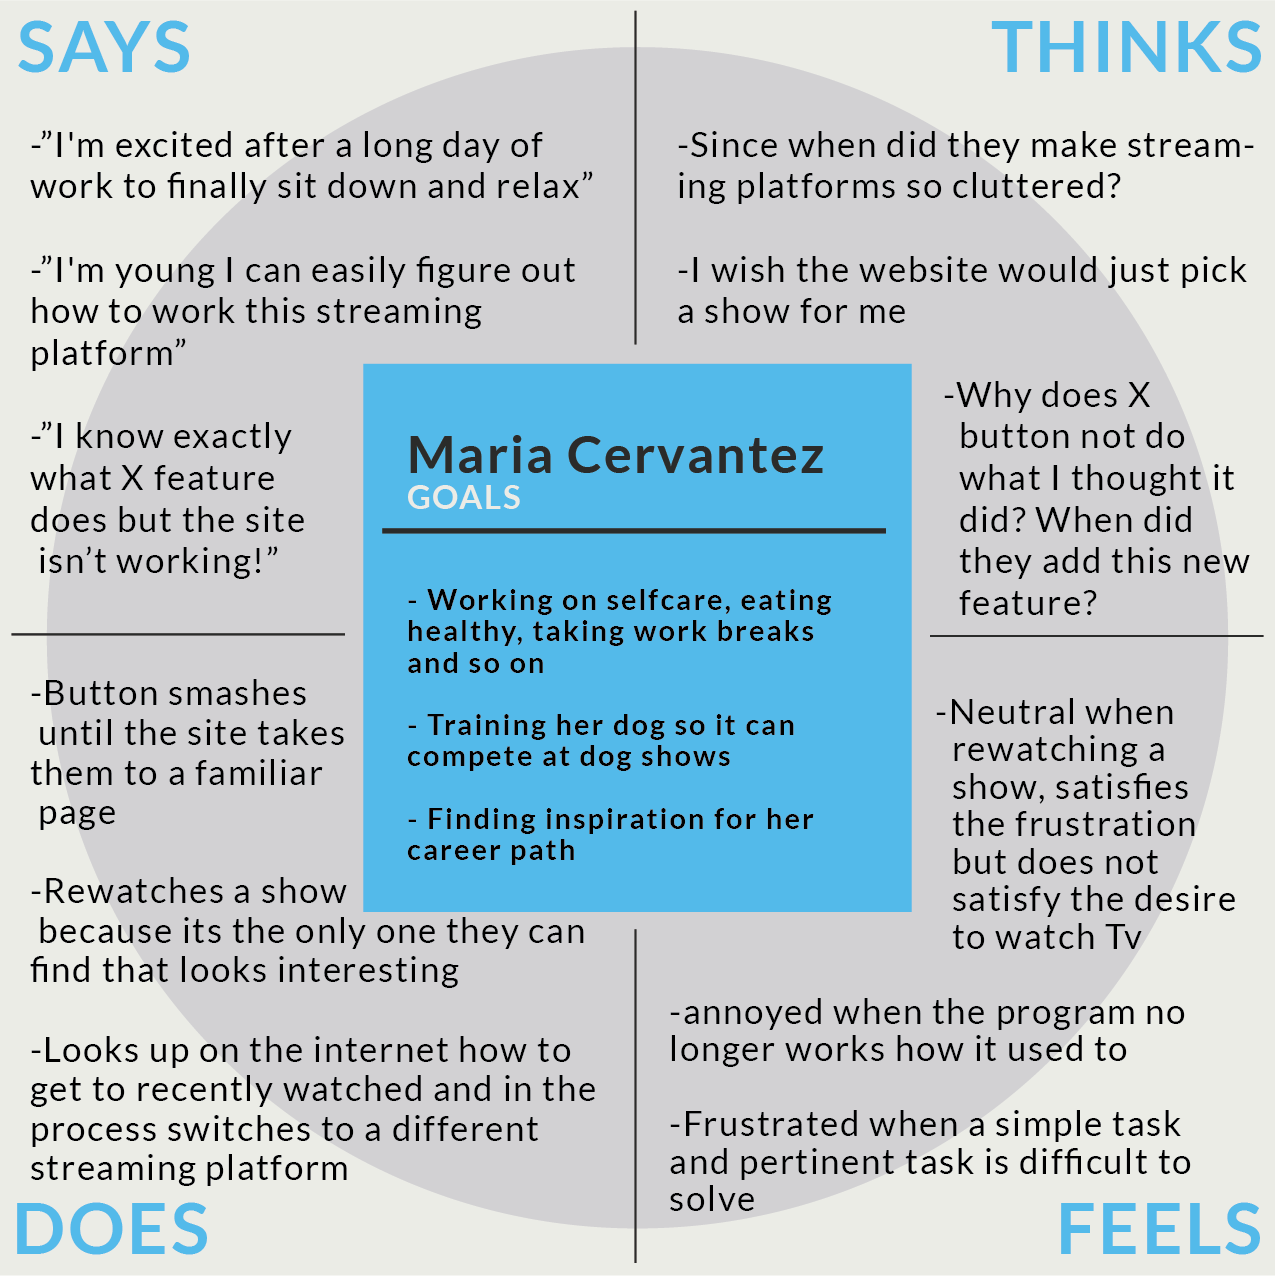 SAYS
-”I'm excited after a long day of
work to finally sit down and relax”
-”I'm young I can easily figure out
how to work this streaming
platform”
-”I know exactly
what X feature
does but the site
isn’t working!”
THINKS
-Since when did they make stream-
ing platforms so cluttered?
-I wish the website would just pick
a show for me
-Why does X
button not do
what I thought it
did? When did
they add this new
feature?
Maria Cervantez
GOALS
- Working on selfcare, eating
healthy, taking work breaks
and so on
- Training her dog so it can
compete at dog shows
- Finding inspiration for her
career path
-Button smashes
until the site takes
them to a familiar
page
-Rewatches a show
because its the only one they can
find that looks interesting
-Looks up on the internet how to
get to recently watched and in the
process switches to a different
streaming platform
DOES
-Neutral when
rewatching a
show, satisfies
the frustration
but does not
satisfy the desire
to watch Tv
-annoyed when the program no
longer works how it used to
-Frustrated when a simple task
and pertinent task is difficult to
solve
FEELS